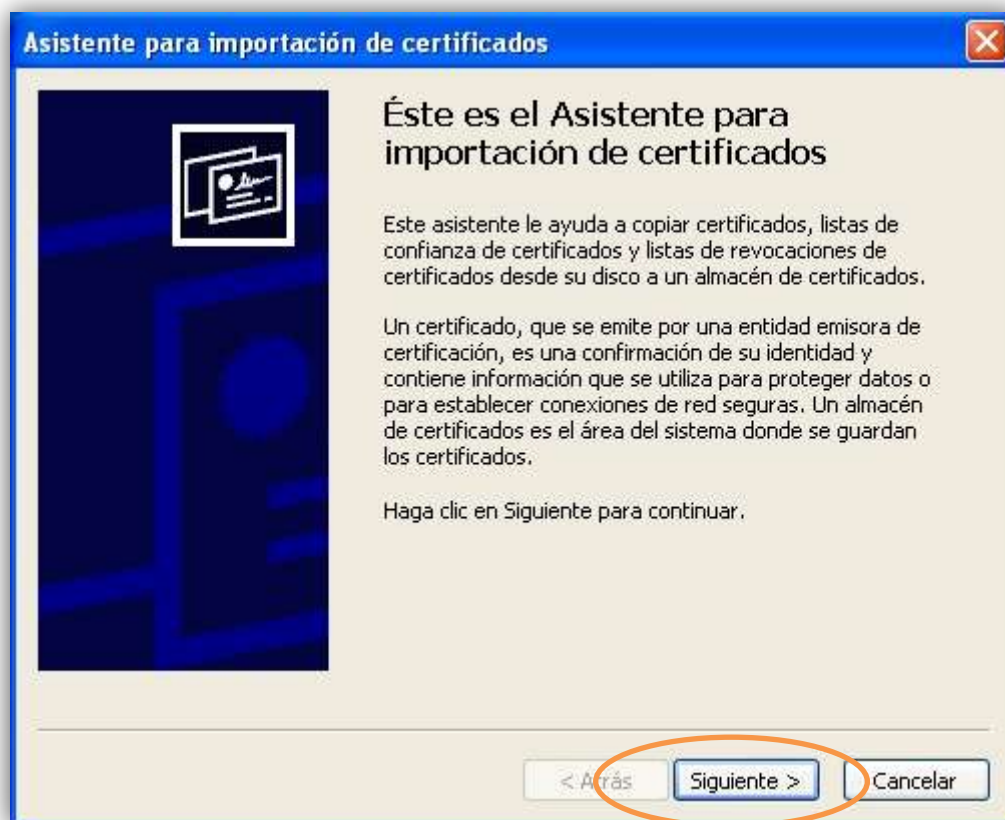 Asistente para importación de certificados
Éste es el Asistente para
importación de certificados
Este asistente le ayuda a copiar certificados, listas de
confianza de certificados y listas de revocaciones de
certificados desde su disco a un almacén de certificados.
Un certificado, que se emite por una entidad emisora de
certificación, es una confirmación de su identidad y
contiene información que se utiliza para proteger datos o
para establecer conexiones de red seguras. Un almacén
de certificados es el área del sistema donde se guardan
los certificados.
Haga clic en Siguiente para continuar.
< Atrás Siguiente > Cancelar